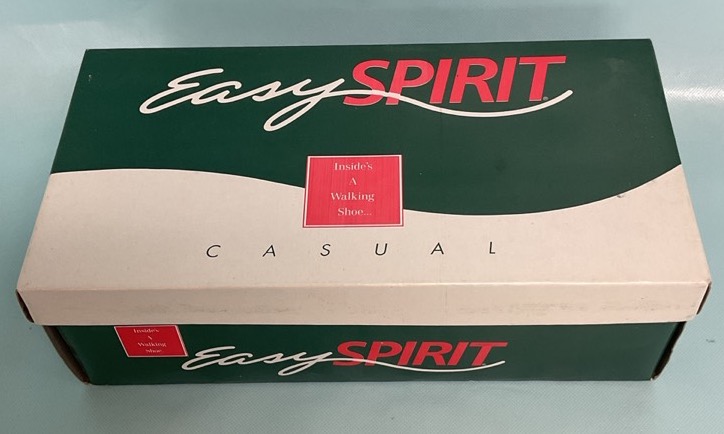 Easy SPIRIT®
Inside's
A
Walking
Shoe...
CASUAL
Inside's
A
Walking
Shoe
Easy SPIRIT